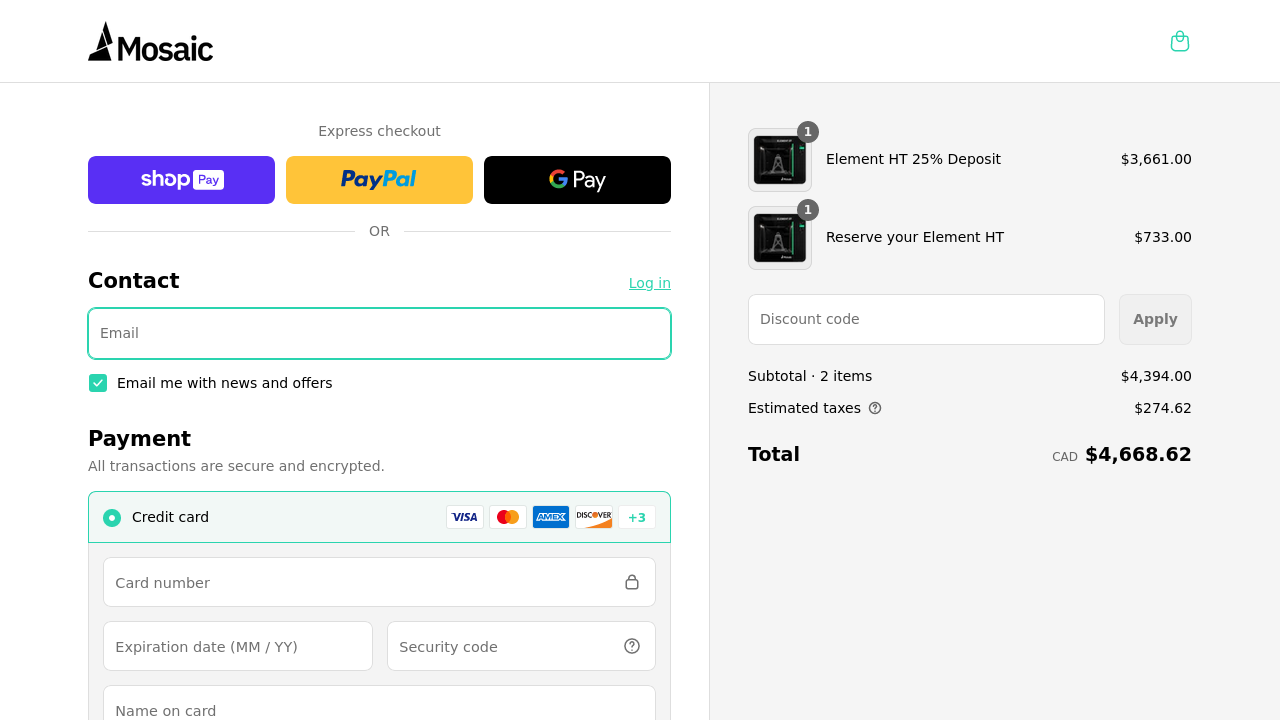 Mosaic
Express checkout
shop Pay
PayPal
G Pay
OR
Contact
Log in
Email
Email me with news and offers
Payment
All transactions are secure and encrypted.
Credit card
VISA
AMEX
DISCOVER
+3
Card number
Expiration date (MM / YY)
Security code
Name on card
1
Element HT 25% Deposit
$3,661.00
1
Reserve your Element HT
$733.00
Discount code
Apply
Subtotal · 2 items
$4,394.00
Estimated taxes
$274.62
Total
CAD $4,668.62